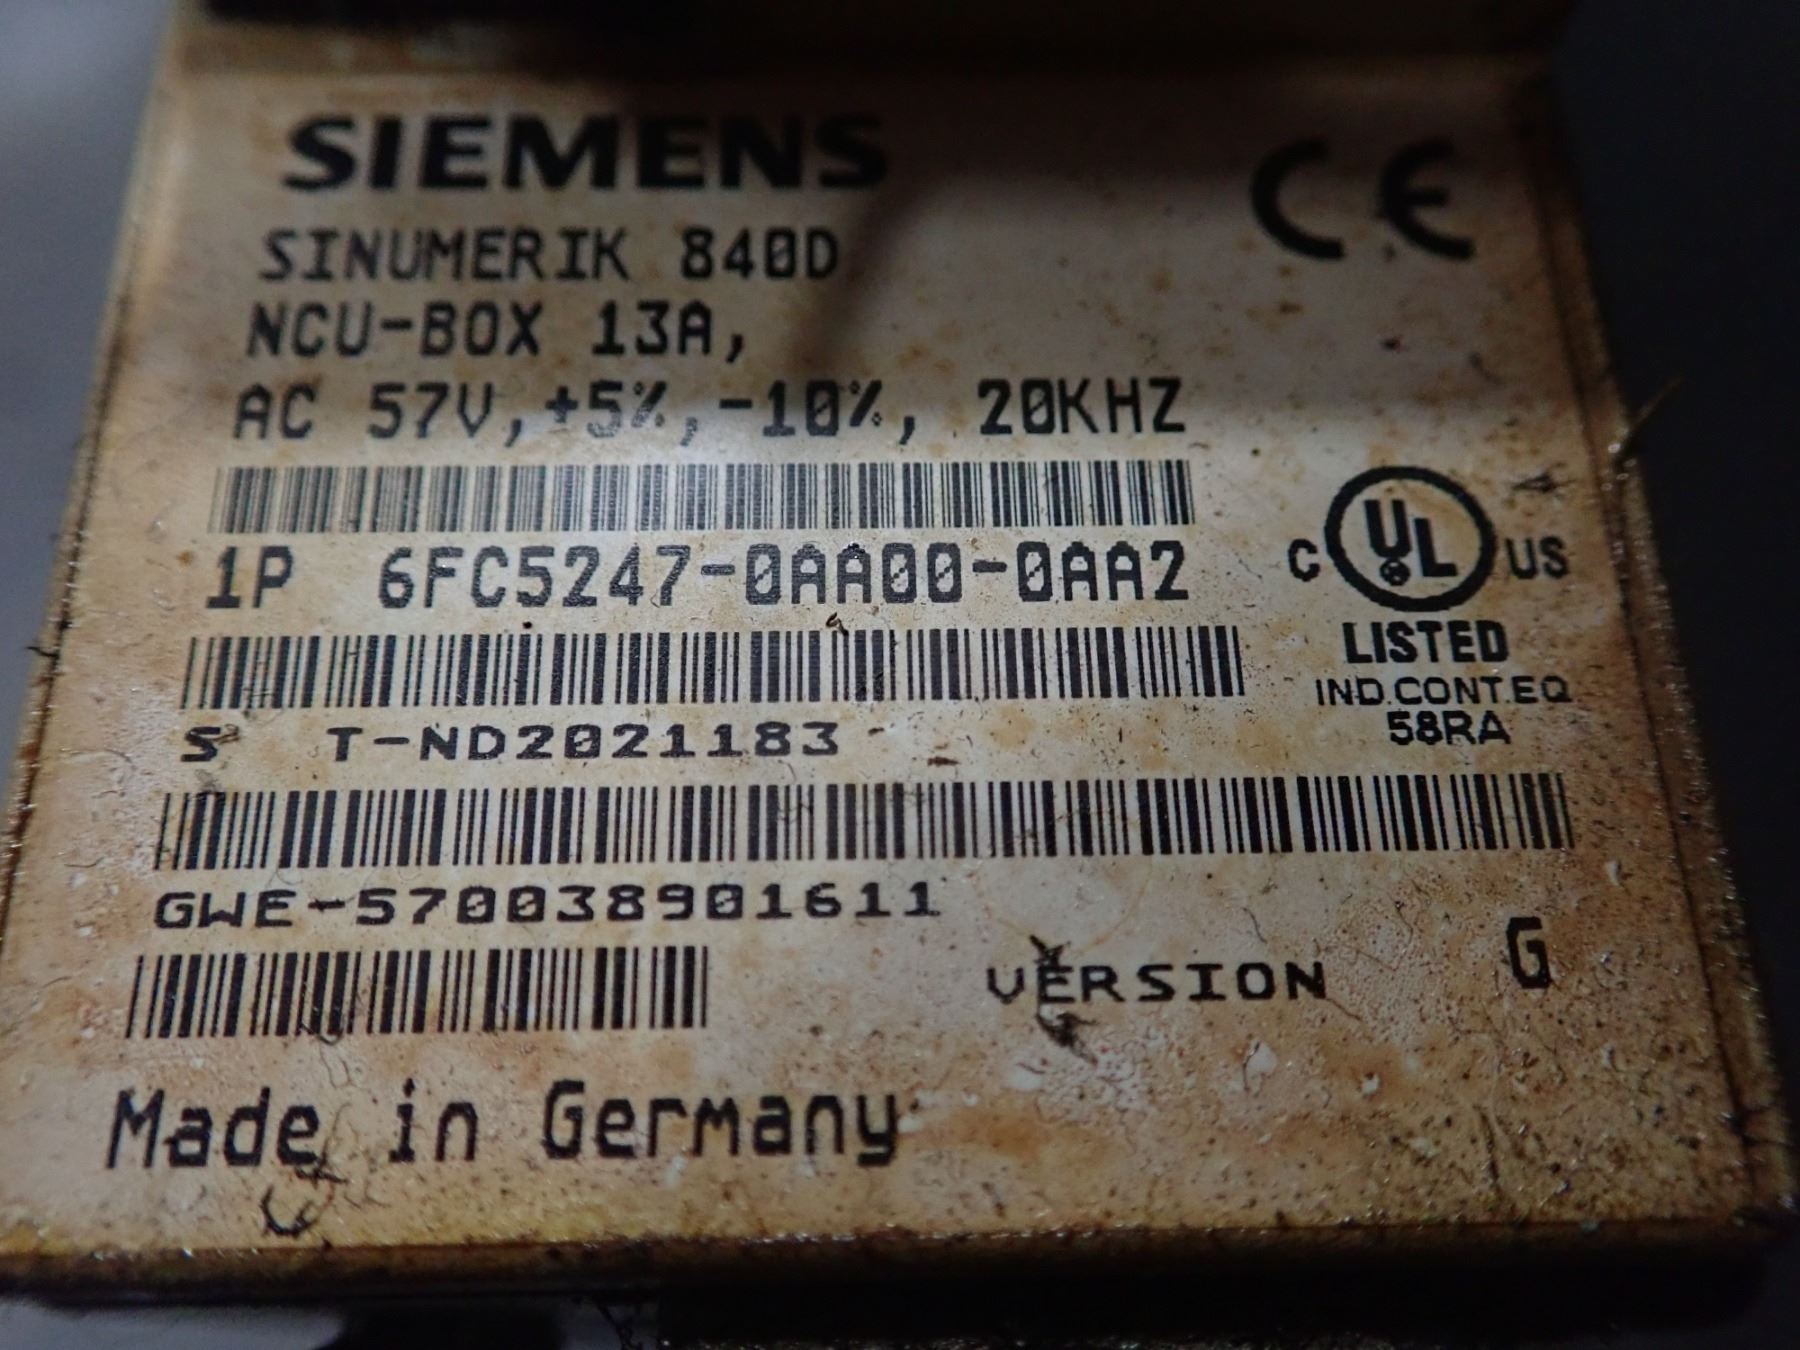 SIEMENS
CE
SINUMERIK 840D
NCU-BOX 13A,
AC 57V,+5%,-10%, 20KHZ
1P 6FC5247-0AA00-0AA2
C UL US
LISTED
IND.CONT.EQ
58RA
S T-ND2021183
GWE-570038901611
VERSION G
Made in Germany